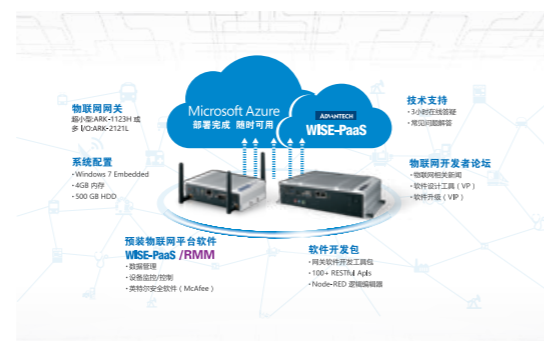 Microsoft Azure
部署完成 随时可用
ADVANTECH
WISE-PaaS
物联网网关
超小型:ARK-1123H 或
多 I/O:ARK-2121L
系统配置
·Windows 7 Embedded
·4GB 内存
·500 GB HDD
预装物联网平台软件
WISE-PaaS /RMM
·数据管理
·设备监控/控制
·英特尔安全软件（McAfee）
技术支持
·3小时在线答疑
·常见问题解答
物联网开发者论坛
·物联网相关新闻
·软件设计工具（VP）
·软件升级（VIP）
软件开发包
·网关软件开发工具包
·100+ RESTful APIs
·Node-RED 逻辑编辑器